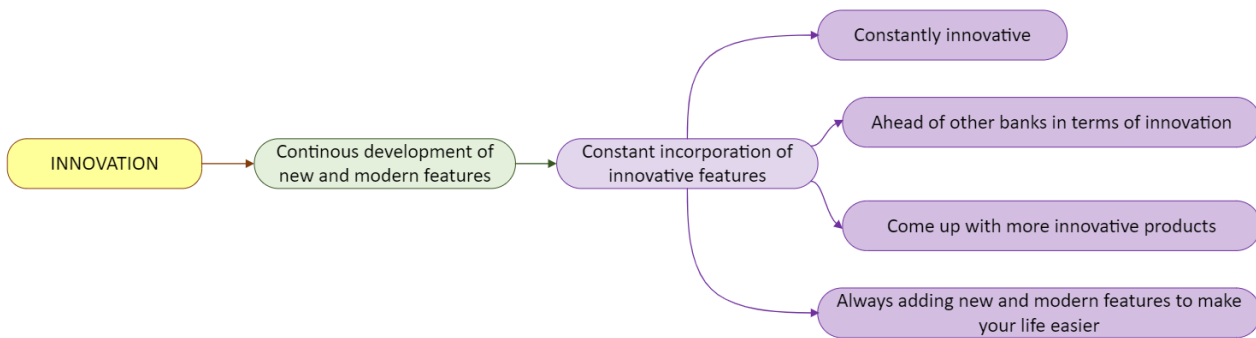 Constantly innovative
Ahead of other banks in terms of innovation
INNOVATION
Continous development of
new and modern features
Constant incorporation of
innovative features
Come up with more innovative products
Always adding new and modern features to make
your life easier